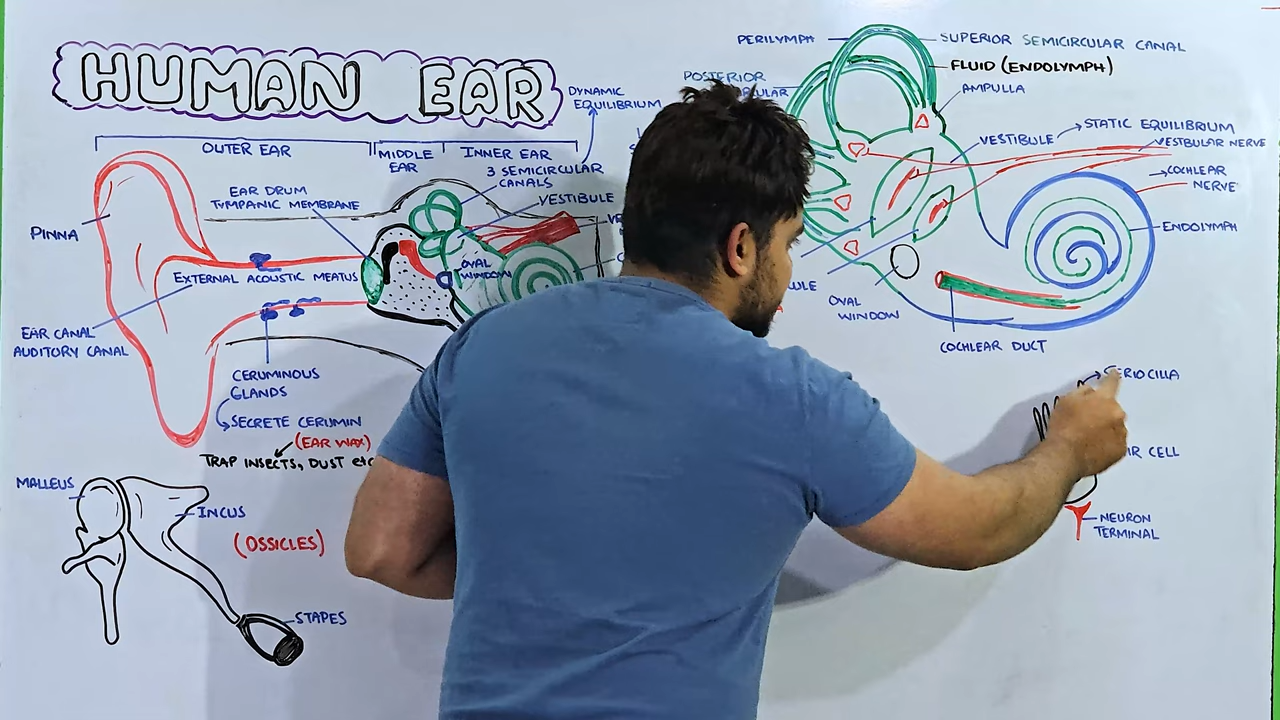 HUMAN EAR
OUTER EAR
MIDDLE
EAR
INNER EAR
DYNAMIC
EQUILIBRIUM
3 SEMICIRCULAR
CANALS
VESTIBULE
EAR DRUM
TYMPANIC MEMBRANE
PINNA
EXTERNAL ACOUSTIC MEATUS
OVAL
WINDOW
EAR CANAL
AUDITORY CANAL
CERUMINOUS
GLANDS
SECRETE CERUMIN
(EAR WAX)
TRAP INSECTS, DUST etc
MALLEUS
INCUS
(OSSICLES)
STAPES
PERILYMPH
SUPERIOR SEMICIRCULAR CANAL
FLUID (ENDOLYMPH)
POSTERIOR
AMPULLA
VESTIBULE
STATIC EQUILIBRIUM
VESTBULAR NERVE
COCHLEAR
NERVE
ENDOLYMPH
OVAL
WINDOW
COCHLEAR DUCT
CELL
NEURON
TERMINAL